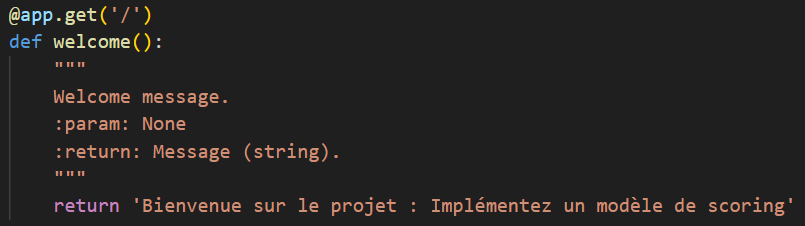 @app.get('/')
def welcome():
"""
Welcome message.
:param: None
:return: Message (string).
"""
return 'Bienvenue sur le projet : Implémentez un modèle de scoring'